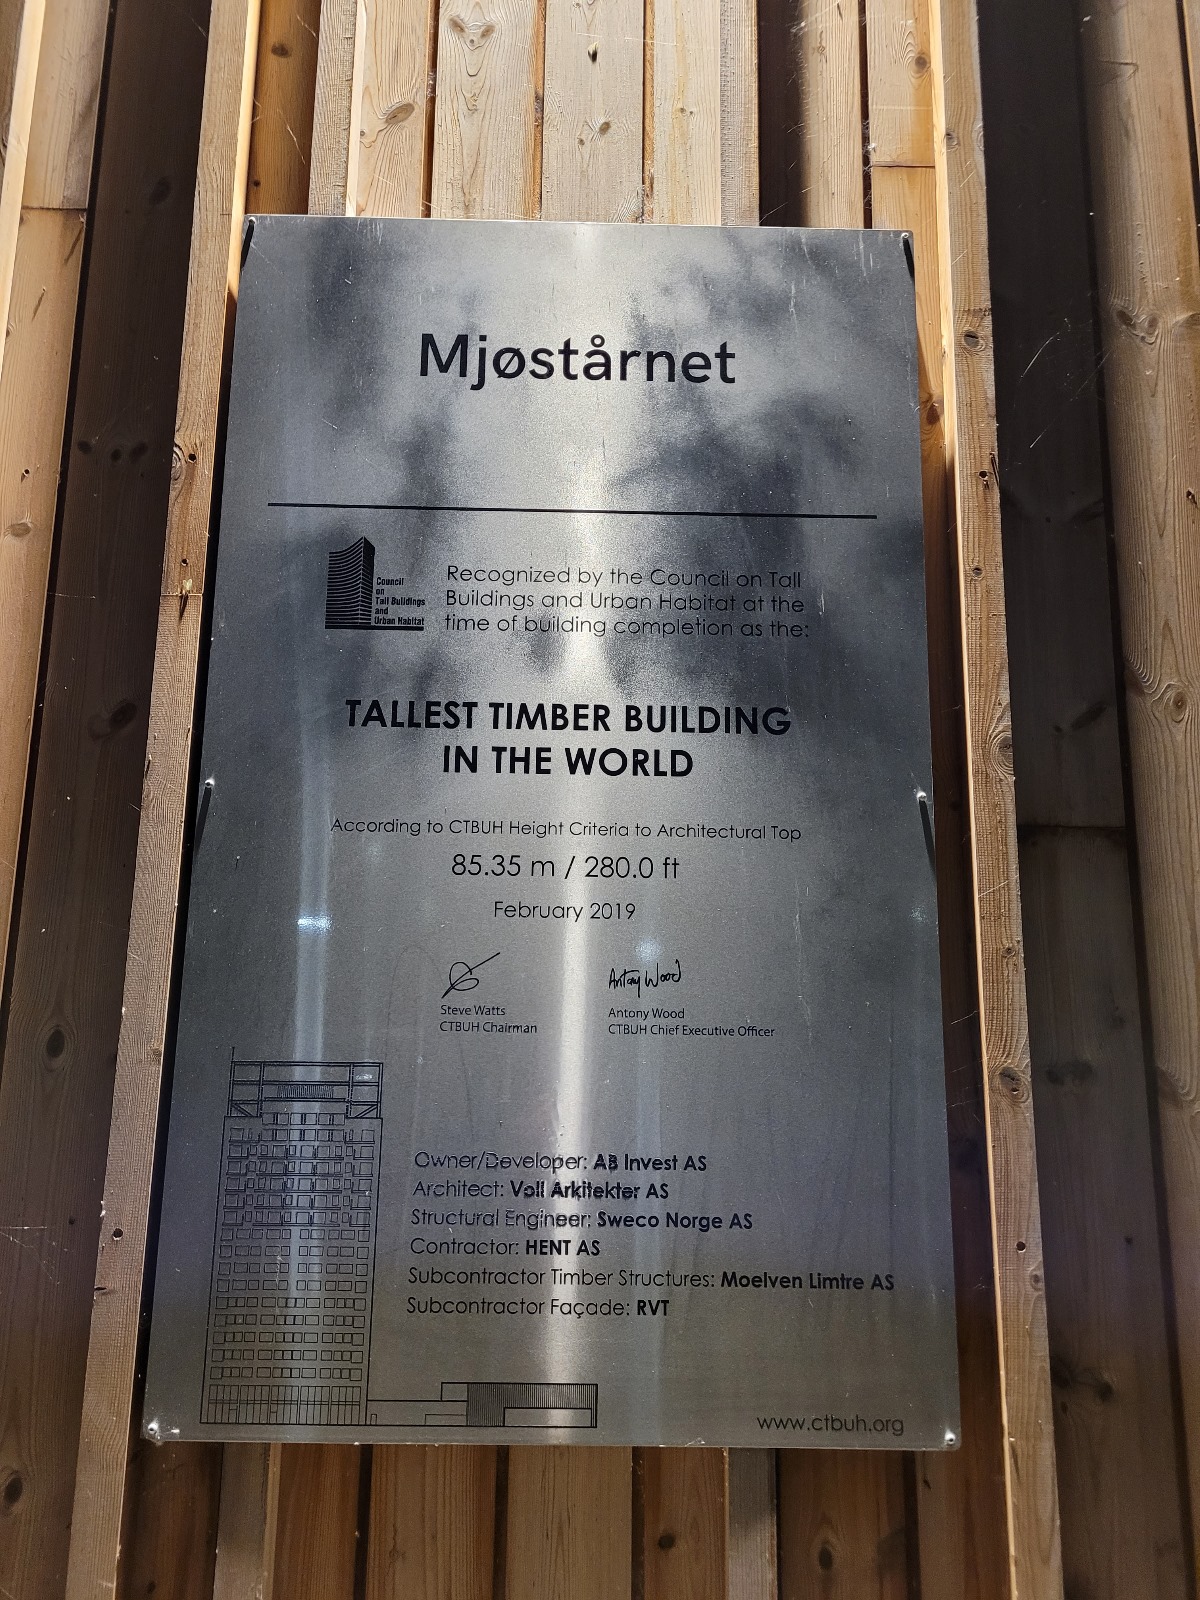 Mjøstårnet
Council
on
Tall Buildings
and
Urban Habitat
Recognized by the Council on Tall
Buildings and Urban Habitat at the
time of building completion as the:
TALLEST TIMBER BUILDING
IN THE WORLD
According to CTBUH Height Criteria to Architectural Top
85.35 m / 280.0 ft
February 2019
Antony Wood
Steve Watts
CTBUH Chairman
Antony Wood
CTBUH Chief Executive Officer
Owner/Developer: AB Invest AS
Architect: Voll Arkitekter AS
Structural Engineer: Sweco Norge AS
Contractor: HENT AS
Subcontractor Timber Structures: Moelven Limtre AS
Subcontractor Façade: RVT
www.ctbuh.org